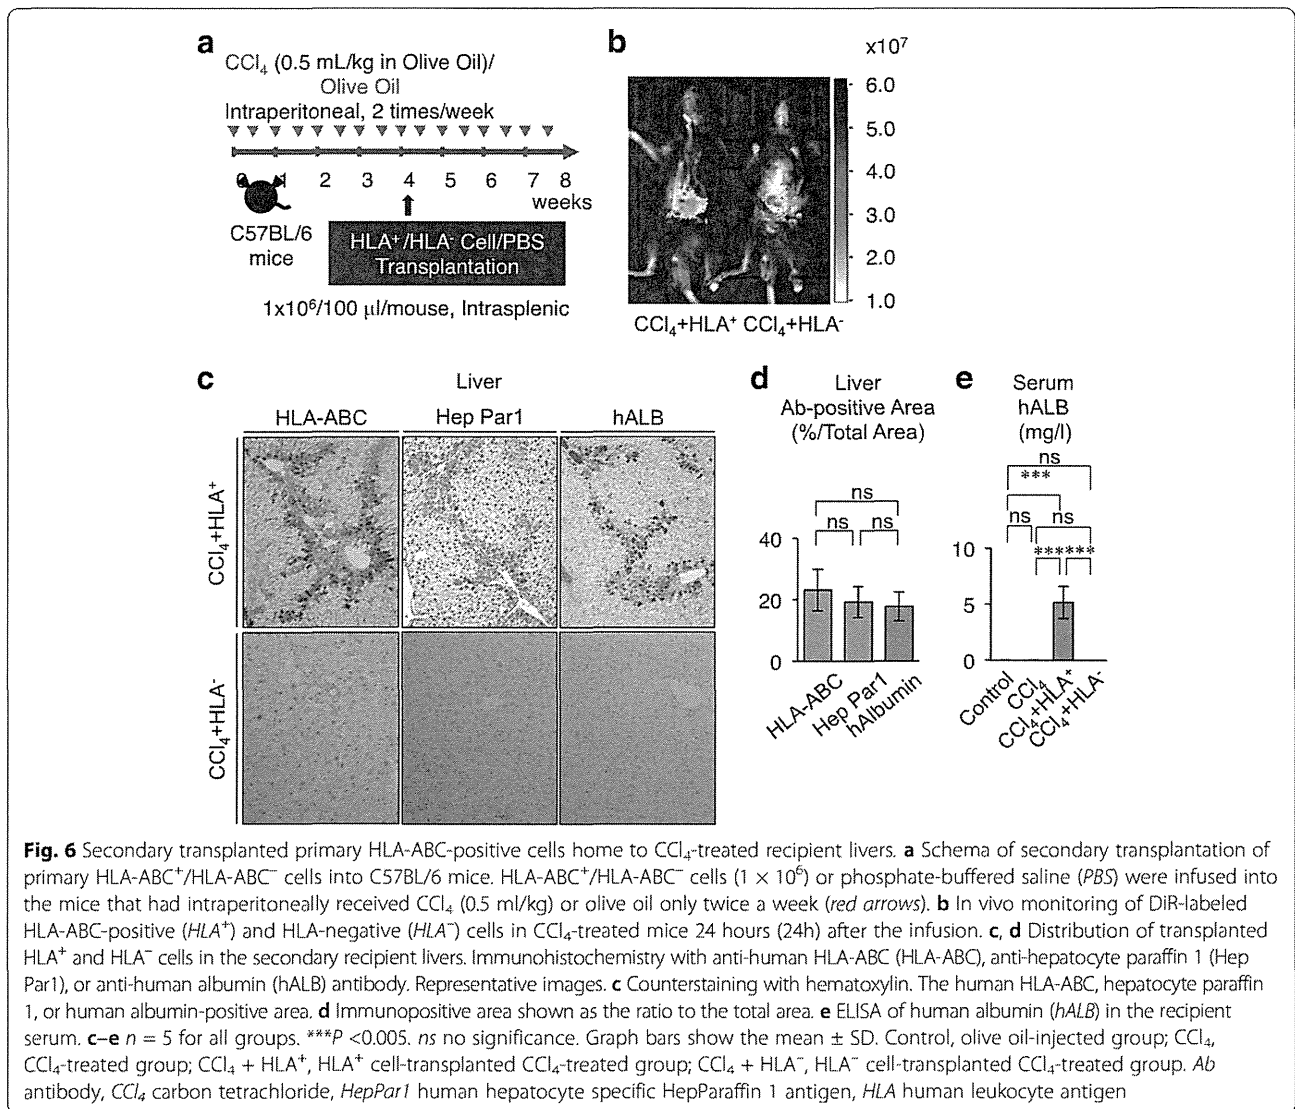 a
CCl₄ (0.5 mL/kg in Olive Oil)/
Olive Oil
Intraperitoneal, 2 times/week
0 1 2 3 4 5 6 7 8
weeks
C57BL/6
mice
HLA⁺/HLA⁻ Cell/PBS
Transplantation
1x10⁶/100 μl/mouse, Intrasplenic
b
x10⁷
6.0
5.0
4.0
3.0
2.0
1.0
CCl₄+HLA⁺ CCl₄+HLA⁻
c
Liver
HLA-ABC Hep Par1 hALB
CCl₄+HLA⁺
CCl₄+HLA⁻
d
Liver
Ab-positive Area
(%/Total Area)
ns
ns ns
40
20
0
HLA-ABC
Hep Par1
hAlbumin
e
Serum
hALB
(mg/l)
ns
***
ns ns
*** ***
10
5
0
Control
CCl₄
CCl₄+HLA⁺
CCl₄+HLA⁻
Fig. 6 Secondary transplanted primary HLA-ABC-positive cells home to CCl₄-treated recipient livers. a Schema of secondary transplantation of
primary HLA-ABC⁺/HLA-ABC⁻ cells into C57BL/6 mice. HLA-ABC⁺/HLA-ABC⁻ cells (1 × 10⁶) or phosphate-buffered saline (PBS) were infused into
the mice that had intraperitoneally received CCl₄ (0.5 ml/kg) or olive oil only twice a week (red arrows). b In vivo monitoring of DiR-labeled
HLA-ABC-positive (HLA⁺) and HLA-negative (HLA⁻) cells in CCl₄-treated mice 24 hours (24h) after the infusion. c, d Distribution of transplanted
HLA⁺ and HLA⁻ cells in the secondary recipient livers. Immunohistochemistry with anti-human HLA-ABC (HLA-ABC), anti-hepatocyte paraffin 1 (Hep
Par1), or anti-human albumin (hALB) antibody. Representative images. c Counterstaining with hematoxylin. The human HLA-ABC, hepatocyte paraffin
1, or human albumin-positive area. d Immunopositive area shown as the ratio to the total area. e ELISA of human albumin (hALB) in the recipient
serum. c–e n = 5 for all groups. ***P <0.005. ns no significance. Graph bars show the mean ± SD. Control, olive oil-injected group; CCl₄,
CCl₄-treated group; CCl₄ + HLA⁺, HLA⁺ cell-transplanted CCl₄-treated group; CCl₄ + HLA⁻, HLA⁻ cell-transplanted CCl₄-treated group. Ab
antibody, CCl₄ carbon tetrachloride, HepPar1 human hepatocyte specific HepParaffin 1 antigen, HLA human leukocyte antigen